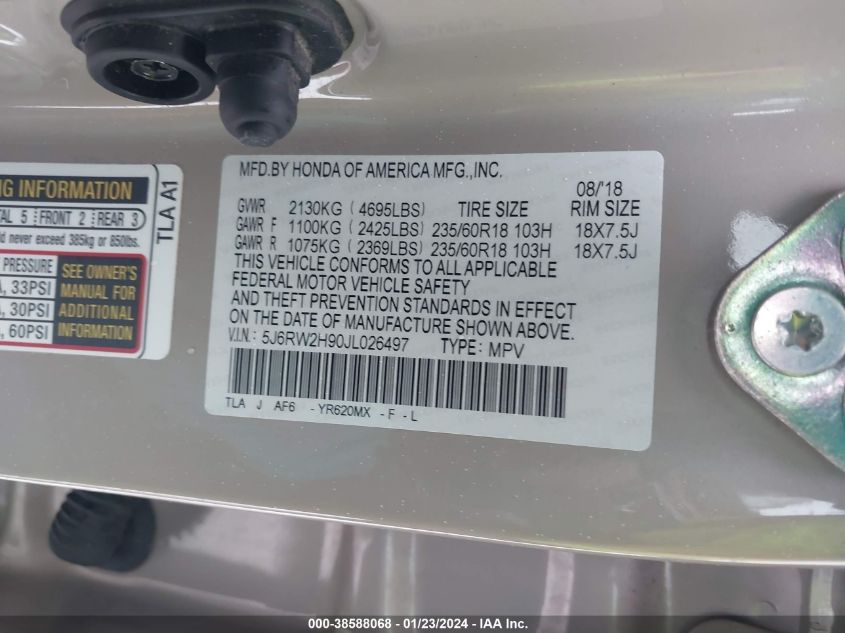 MFD.BY HONDA OF AMERICA MFG.,INC.
08/'18
GVWR 2130KG ( 4695LBS) TIRE SIZE RIM SIZE
GAWR F 1100KG ( 2425LBS) 235/60R18 103H 18X7.5J
GAWR R 1075KG ( 2369LBS) 235/60R18 103H 18X7.5J
THIS VEHICLE CONFORMS TO ALL APPLICABLE
FEDERAL MOTOR VEHICLE SAFETY
AND THEFT PREVENTION STANDARDS IN EFFECT
ON THE DATE OF MANUFACTURE SHOWN ABOVE.
V.I.N.: 5J6RW2H90JL026497 TYPE: MPV
TLA J AF6 - YR620MX - F - L
INFORMATION
5 FRONT 2 REAR 3
never exceed 385kg or 850lbs.
PRESSURE
33PSI
30PSI
60PSI
SEE OWNER'S
MANUAL FOR
ADDITIONAL
INFORMATION
TLA A1
000-38588068 - 01/23/2024 - IAA Inc.